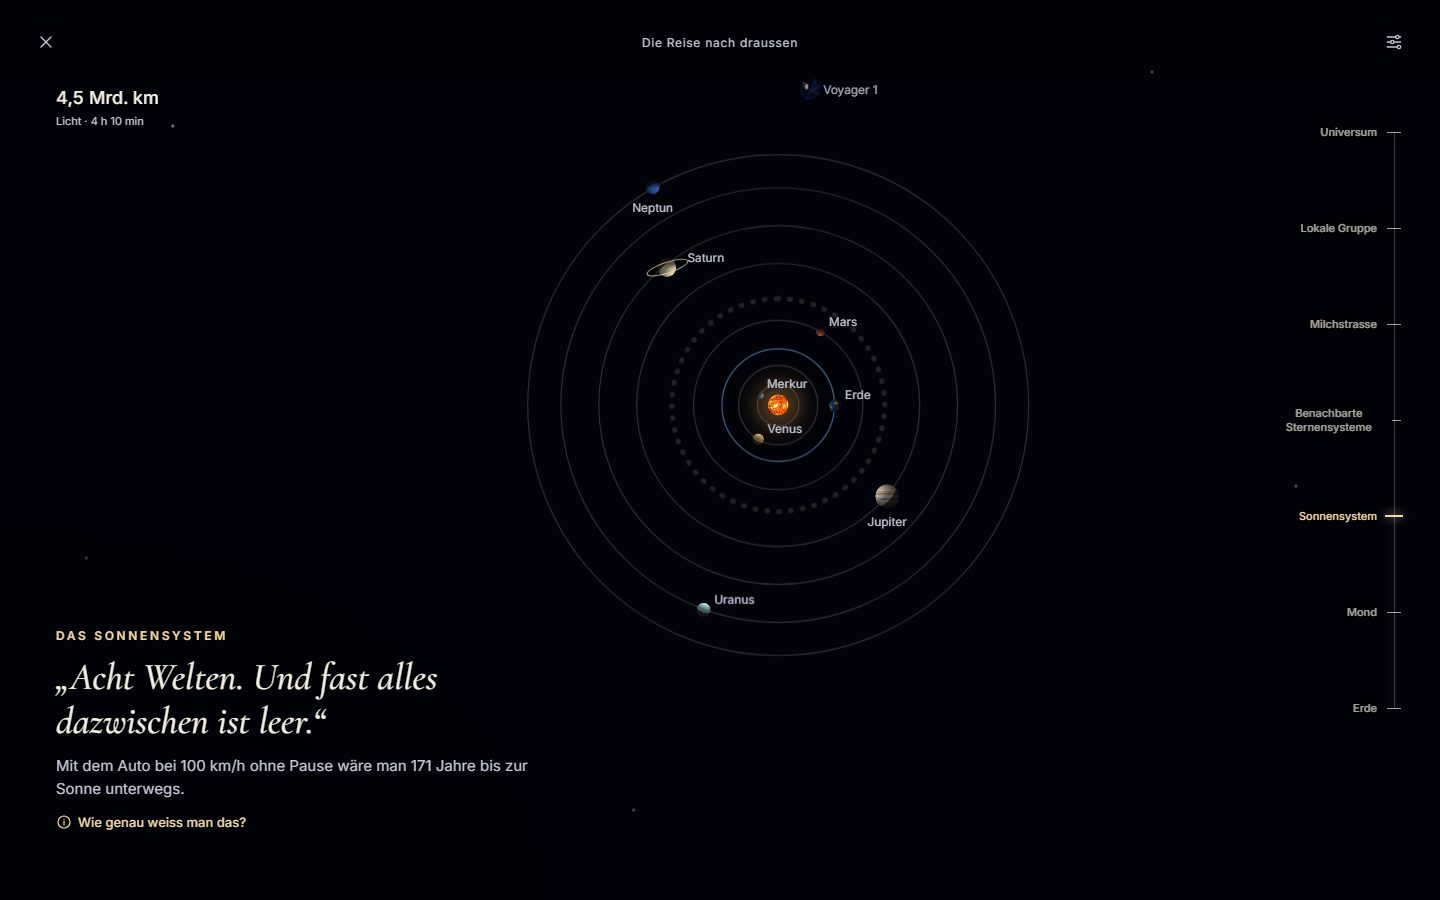 Die Reise nach draussen
4,5 Mrd. km
Licht · 4 h 10 min
Voyager 1
Neptun
Saturn
Mars
Merkur
Erde
Venus
Jupiter
Uranus
Universum
Lokale Gruppe
Milchstrasse
Benachbarte
Sternensysteme
Sonnensystem
Mond
Erde
DAS SONNENSYSTEM
„Acht Welten. Und fast alles
dazwischen ist leer.“
Mit dem Auto bei 100 km/h ohne Pause wäre man 171 Jahre bis zur
Sonne unterwegs.
Wie genau weiss man das?